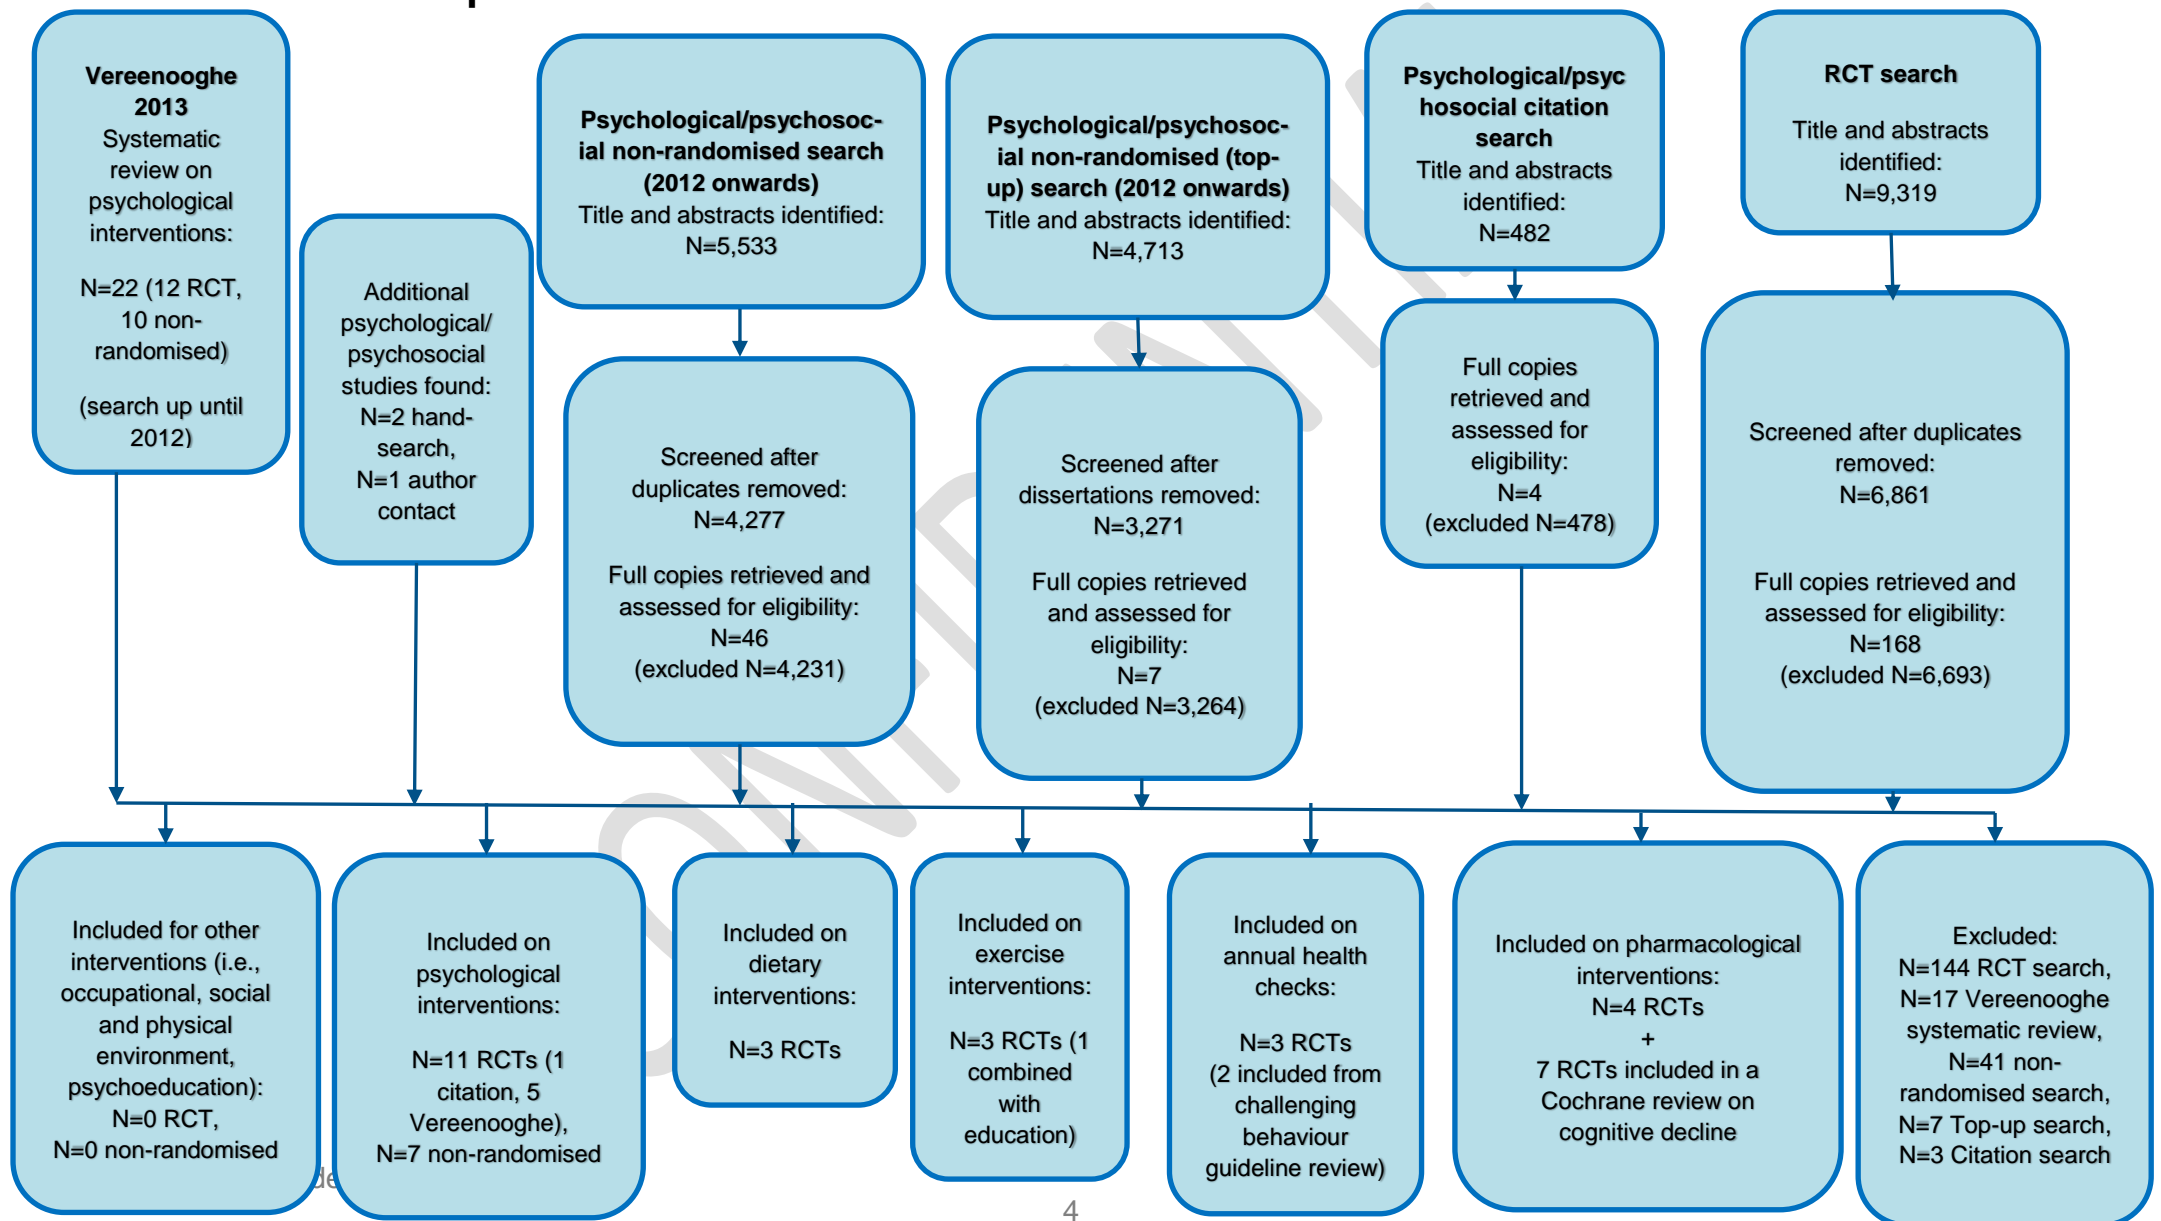 Vereenooghe
2013
Systematic
review on
psychological
interventions:
N=22 (12 RCT,
10 non-
randomised)
(search up until
2012)
Additional
psychological/
psychosocial
studies found:
N=2 hand-
search,
N=1 author
contact
Psychological/psychosoc-
ial non-randomised search
(2012 onwards)
Title and abstracts identified:
N=5,533
Psychological/psychosoc-
ial non-randomised (top-
up) search (2012 onwards)
Title and abstracts identified:
N=4,713
Psychological/psyc
hosocial citation
search
Title and abstracts
identified:
N=482
RCT search
Title and abstracts
identified:
N=9,319
Screened after
duplicates removed:
N=4,277
Full copies retrieved and
assessed for eligibility:
N=46
(excluded N=4,231)
Screened after
dissertations removed:
N=3,271
Full copies retrieved
and assessed for
eligibility:
N=7
(excluded N=3,264)
Full copies
retrieved and
assessed for
eligibility:
N=4
(excluded N=478)
Screened after duplicates
removed:
N=6,861
Full copies retrieved and
assessed for eligibility:
N=168
(excluded N=6,693)
Included for other
interventions (i.e.,
occupational, social
and physical
environment,
psychoeducation):
N=0 RCT,
N=0 non-randomised
Included on
psychological
interventions:
N=11 RCTs (1
citation, 5
Vereenooghe),
N=7 non-randomised
Included on
dietary
interventions:
N=3 RCTs
Included on
exercise
interventions:
N=3 RCTs (1
combined
with
education)
Included on
annual health
checks:
N=3 RCTs
(2 included from
challenging
behaviour
guideline review)
Included on pharmacological
interventions:
N=4 RCTs
+
7 RCTs included in a
Cochrane review on
cognitive decline
Excluded:
N=144 RCT search,
N=17 Vereenooghe
systematic review,
N=41 non-
randomised search,
N=7 Top-up search,
N=3 Citation search
4